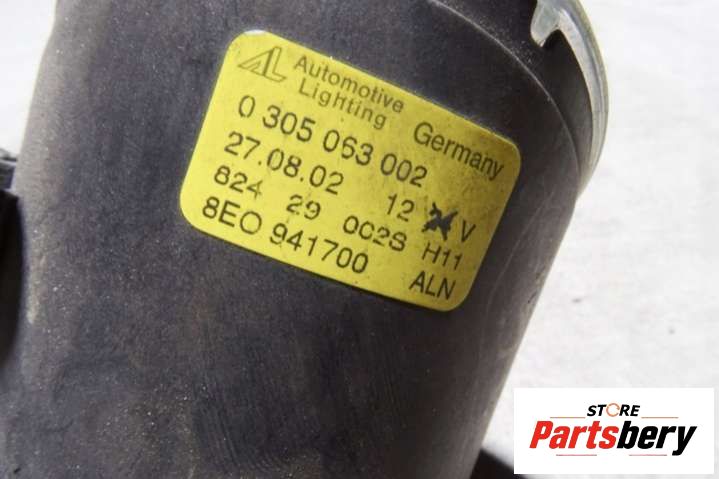 AL Automotive
Lighting Germany
0 305 063 002
27.08.02 12 V
824 29 002S H11
8EO 941700 ALN
STORE
Partsbery